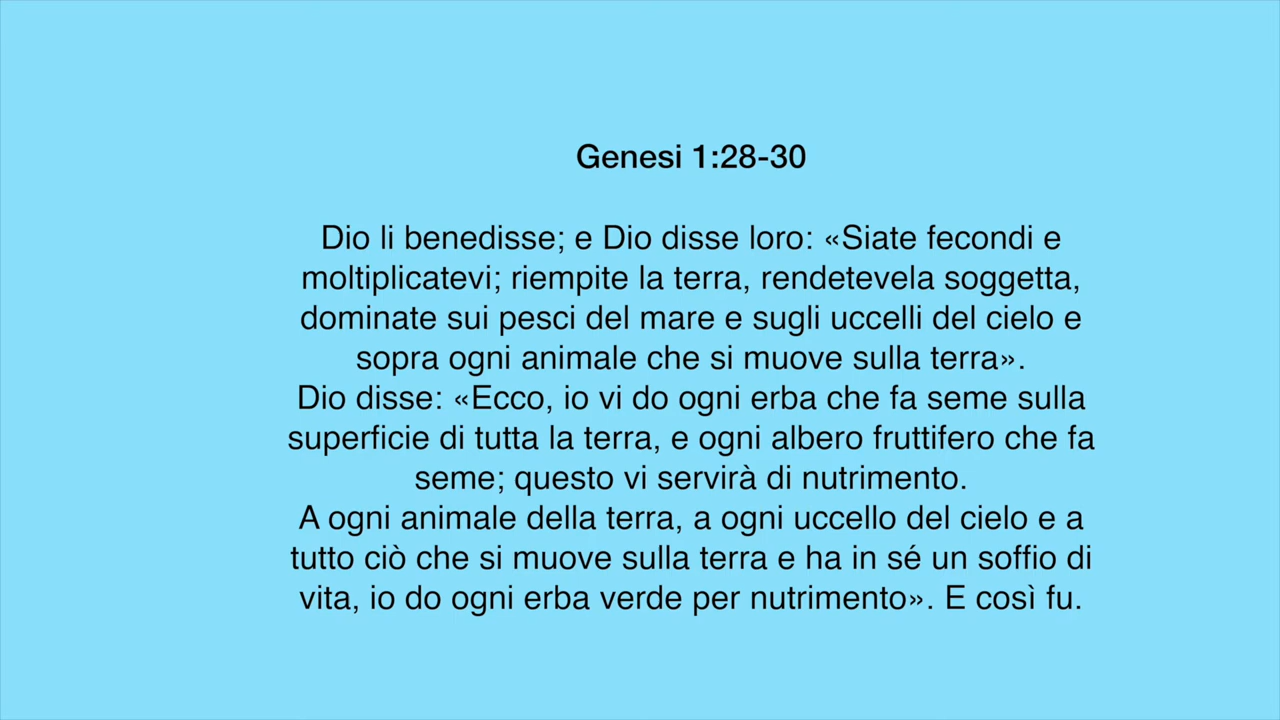 Genesi 1:28-30
Dio li benedisse; e Dio disse loro: «Siate fecondi e
moltiplicatevi; riempite la terra, rendetevela soggetta,
dominate sui pesci del mare e sugli uccelli del cielo e
sopra ogni animale che si muove sulla terra».
Dio disse: «Ecco, io vi do ogni erba che fa seme sulla
superficie di tutta la terra, e ogni albero fruttifero che fa
seme; questo vi servirà di nutrimento.
A ogni animale della terra, a ogni uccello del cielo e a
tutto ciò che si muove sulla terra e ha in sé un soffio di
vita, io do ogni erba verde per nutrimento». E così fu.